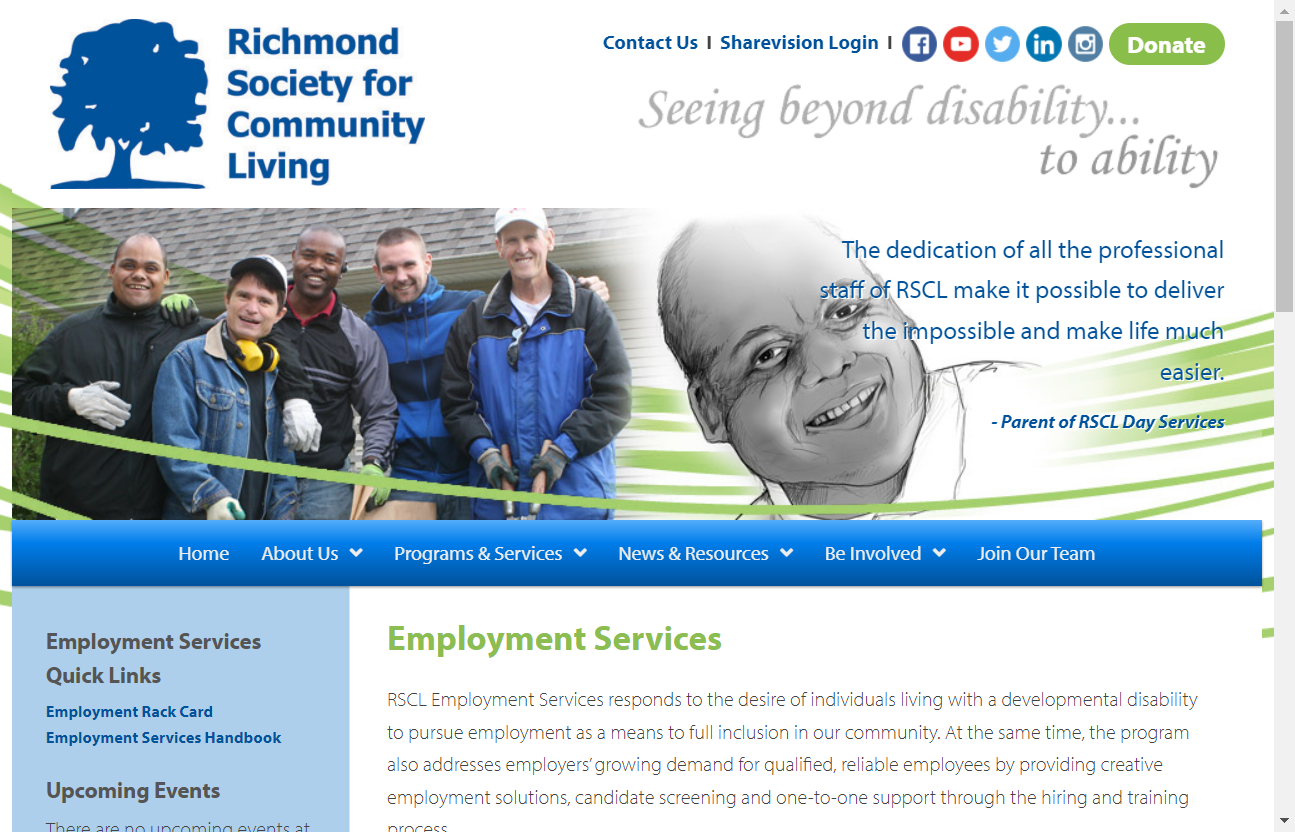 Richmond
Society for
Community
Living
Contact Us | Sharevision Login |
Donate
Seeing beyond disability...
to ability
The dedication of all the professional
staff of RSCL make it possible to deliver
the impossible and make life much
easier.
- Parent of RSCL Day Services
Home About Us Programs & Services News & Resources Be Involved Join Our Team
Employment Services
Quick Links
Employment Rack Card
Employment Services Handbook
Upcoming Events
There are no upcoming events at
Employment Services
RSCL Employment Services responds to the desire of individuals living with a developmental disability
to pursue employment as a means to full inclusion in our community. At the same time, the program
also addresses employers’ growing demand for qualified, reliable employees by providing creative
employment solutions, candidate screening and one-to-one support through the hiring and training
process